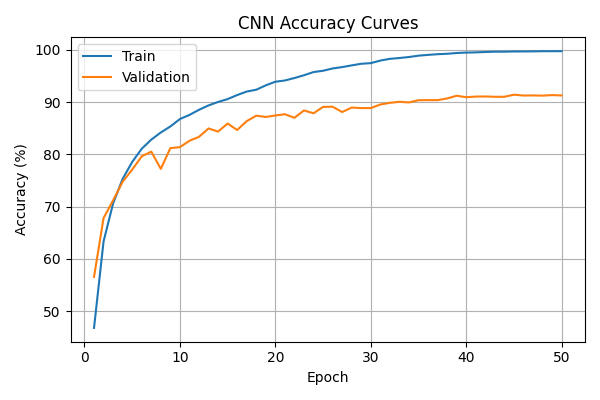 CNN Accuracy Curves
Train
Validation
Accuracy (%)
100
90
80
70
60
50
0 10 20 30 40 50
Epoch